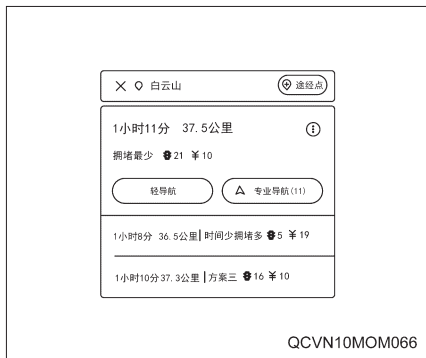 白云山 途经点
1小时11分 37.5公里
拥堵最少 21 ¥10
轻导航 专业导航(11)
1小时8分 36.5公里|时间少拥堵多 5 ¥19
1小时10分37.3公里|方案三 16 ¥10
QCVN10MOM066